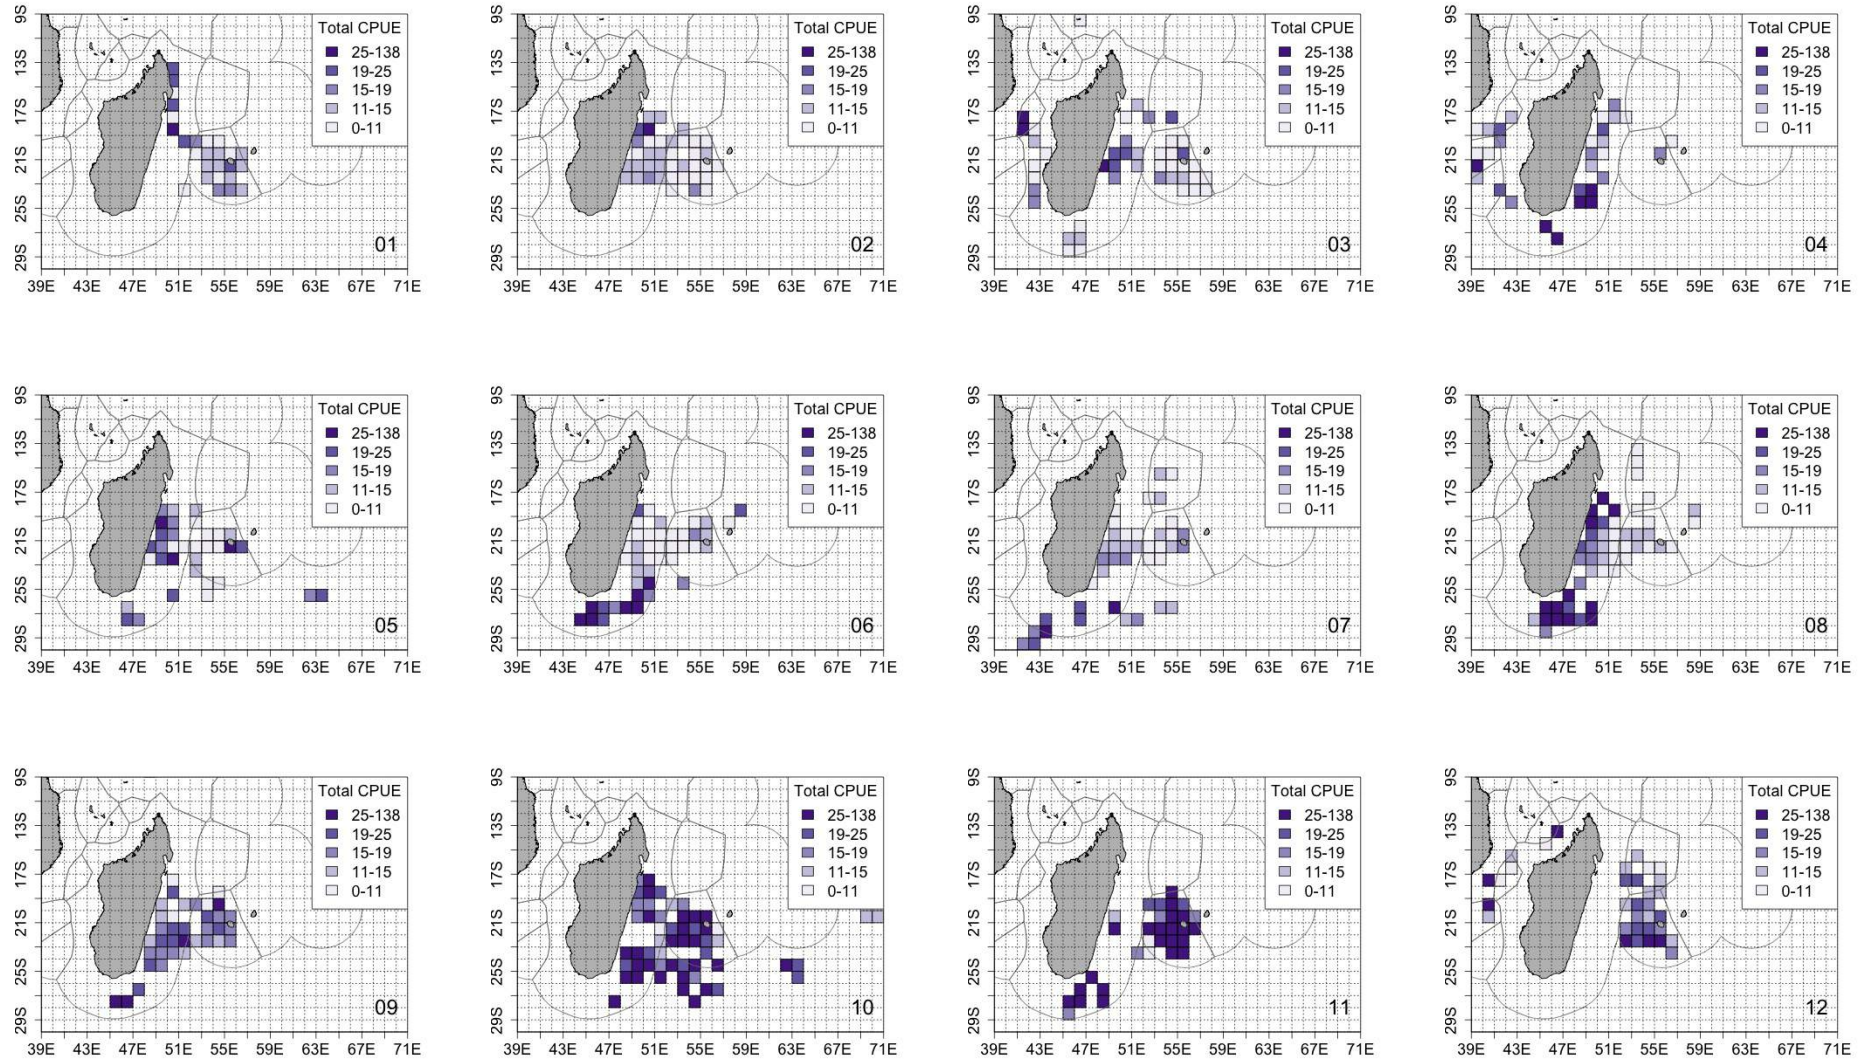 9S
13S
17S
21S
25S
29S
Total CPUE
25-138
19-25
15-19
11-15
0-11
01
39E 43E 47E 51E 55E 59E 63E 67E 71E
9S
13S
17S
21S
25S
29S
Total CPUE
25-138
19-25
15-19
11-15
0-11
02
39E 43E 47E 51E 55E 59E 63E 67E 71E
9S
13S
17S
21S
25S
29S
Total CPUE
25-138
19-25
15-19
11-15
0-11
03
39E 43E 47E 51E 55E 59E 63E 67E 71E
9S
13S
17S
21S
25S
29S
Total CPUE
25-138
19-25
15-19
11-15
0-11
04
39E 43E 47E 51E 55E 59E 63E 67E 71E
9S
13S
17S
21S
25S
29S
Total CPUE
25-138
19-25
15-19
11-15
0-11
05
39E 43E 47E 51E 55E 59E 63E 67E 71E
9S
13S
17S
21S
25S
29S
Total CPUE
25-138
19-25
15-19
11-15
0-11
06
39E 43E 47E 51E 55E 59E 63E 67E 71E
9S
13S
17S
21S
25S
29S
Total CPUE
25-138
19-25
15-19
11-15
0-11
07
39E 43E 47E 51E 55E 59E 63E 67E 71E
9S
13S
17S
21S
25S
29S
Total CPUE
25-138
19-25
15-19
11-15
0-11
08
39E 43E 47E 51E 55E 59E 63E 67E 71E
9S
13S
17S
21S
25S
29S
Total CPUE
25-138
19-25
15-19
11-15
0-11
09
39E 43E 47E 51E 55E 59E 63E 67E 71E
9S
13S
17S
21S
25S
29S
Total CPUE
25-138
19-25
15-19
11-15
0-11
10
39E 43E 47E 51E 55E 59E 63E 67E 71E
9S
13S
17S
21S
25S
29S
Total CPUE
25-138
19-25
15-19
11-15
0-11
11
39E 43E 47E 51E 55E 59E 63E 67E 71E
9S
13S
17S
21S
25S
29S
Total CPUE
25-138
19-25
15-19
11-15
0-11
12
39E 43E 47E 51E 55E 59E 63E 67E 71E